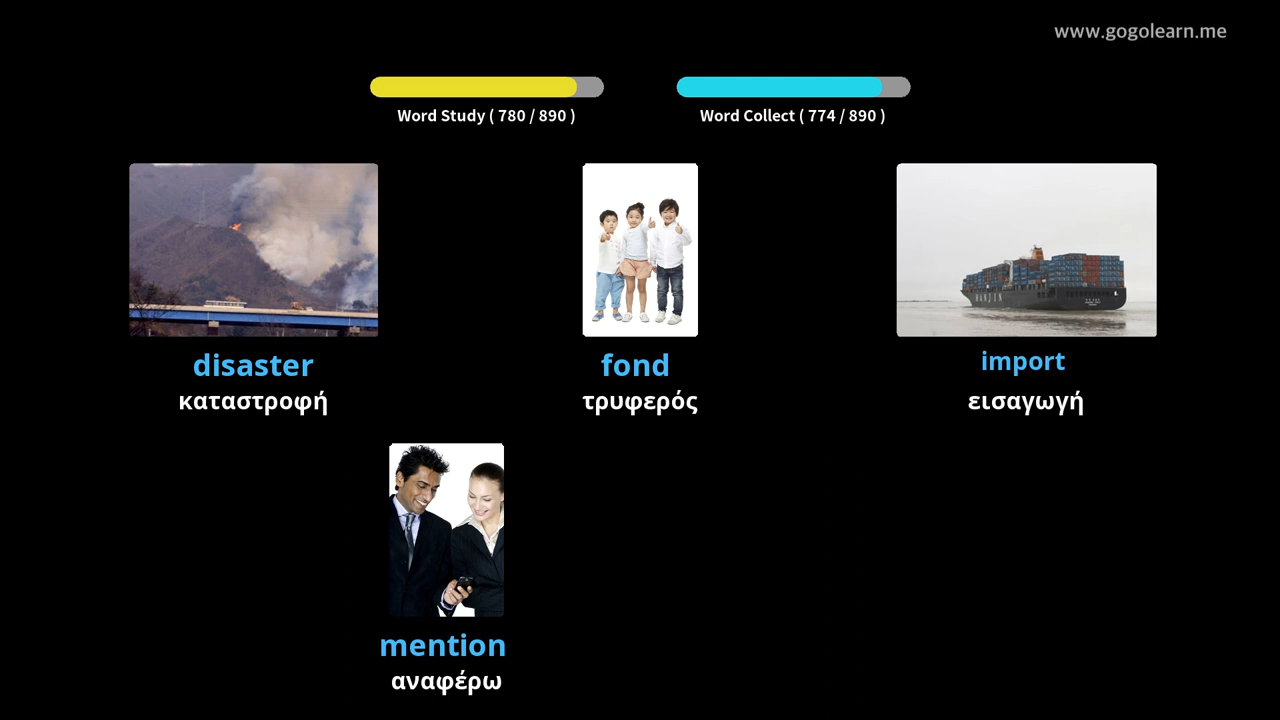 www.gogolearn.me
Word Study ( 780 / 890 )
Word Collect ( 774 / 890 )
disaster
καταστροφή
fond
τρυφερός
import
εισαγωγή
mention
αναφέρω